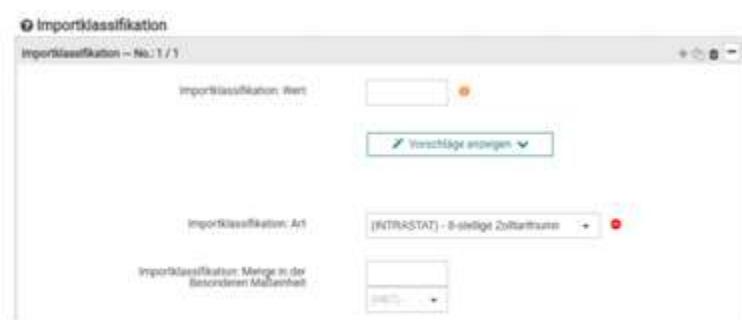 Importklassifikation
Importklassifikation — No.: 1 / 1
Importklassifikation: Wert
Vorschläge anzeigen
Importklassifikation: Art
(INTRASTAT) - 8-stellige Zolltarifnumm
Importklassifikation: Menge in der
Besonderen Maßeinheit